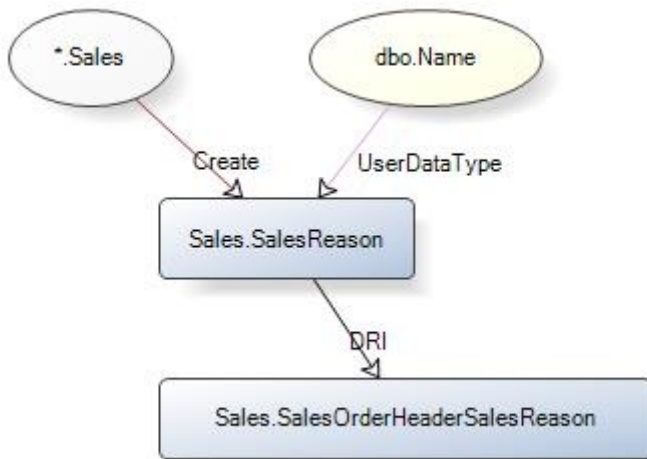 *.Sales
dbo.Name
Create
UserDataType
Sales.SalesReason
DRI
Sales.SalesOrderHeaderSalesReason